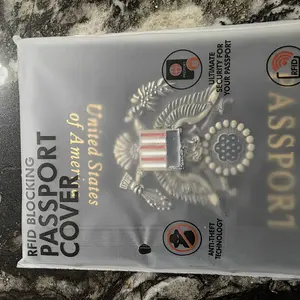 RFID BLOCKING
PASSPORT
COVER
United States
of America
ULTIMATE
SECURITY FOR
YOUR PASSPORT
RFID
ASSPORT
ANTI-THEFT
TECHNOLOGY